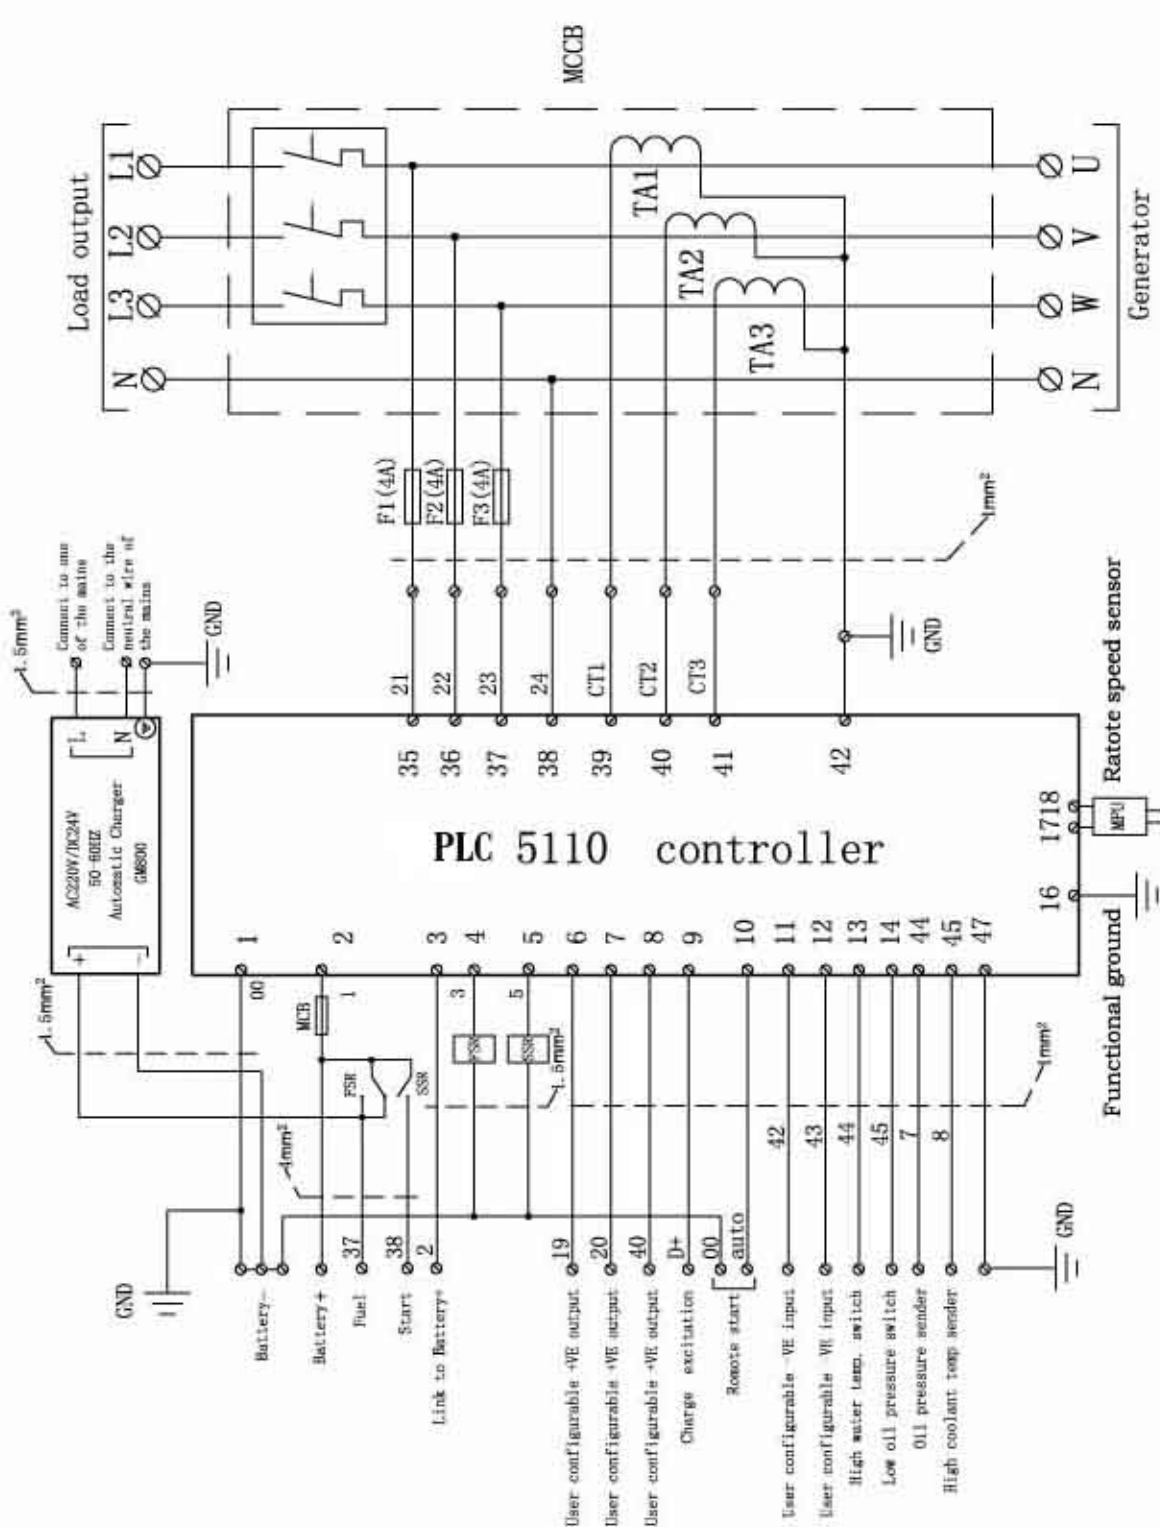 MCCB
Load output
L1
L2
L3
N
U
V
W
N
Generator
TA1
TA2
TA3
F1(4A)
F2(4A)
F3(4A)
1mm²
Connect to one
of the mains
Connect to the
neutral wire of
the mains
GND
L
N
AC220V/DC24V
50-60HZ
Automatic Charger
GM800
+
-
21
22
23
24
CT1
CT2
CT3
GND
35
36
37
38
39
40
41
42
PLC 5110 controller
1718
MPU
Ratote speed sensor
16
Functional ground
1
2
3
4
5
6
7
8
9
10
11
12
13
14
44
45
47
00
MCB
1
3
5
FSR
SSR
FSR
SSR
4mm²
1mm²
42
43
44
45
7
8
37
38
2
19
20
40
D+
00
auto
GND
GND
Battery-
Battery+
Fuel
Start
Link to Battery+
User configurable +VE output
User configurable +VE output
User configurable +VE output
Charge excitation
Romote start
User configurable -VE input
User configurable -VE input
High water temp. switch
Low oil pressure switch
Oil pressure sender
High coolant temp sender